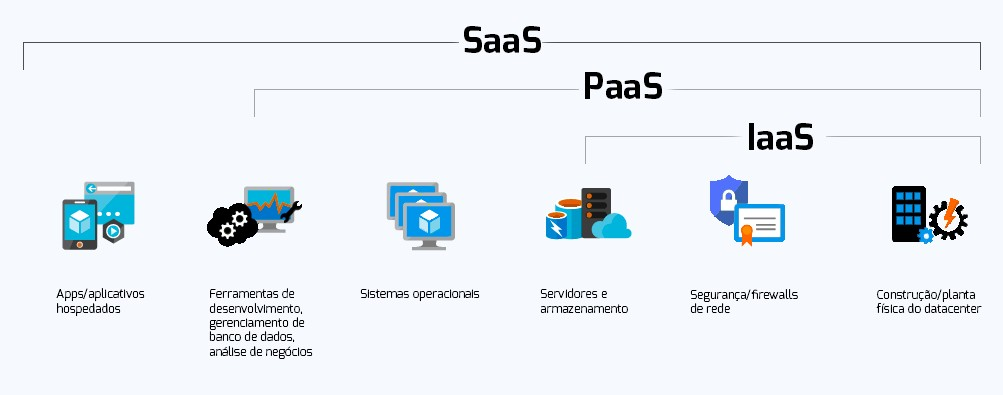 SaaS
PaaS
IaaS
Apps/aplicativos
hospedados
Ferramentas de
desenvolvimento,
gerenciamento de
banco de dados,
análise de negócios
Sistemas operacionais
Servidores e
armazenamento
Segurança/firewalls
de rede
Construção/planta
física do datacenter